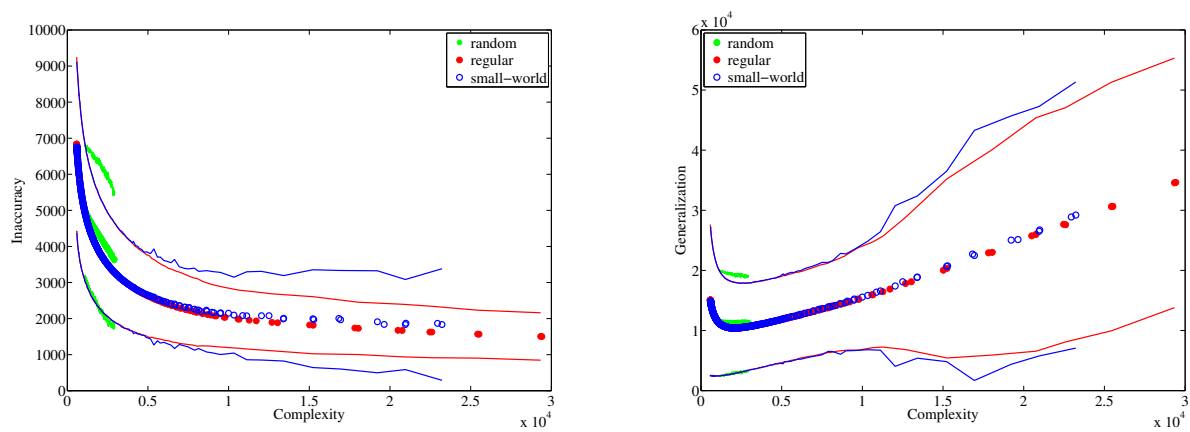 10000
9000
8000
7000
6000
5000
4000
3000
2000
1000
0
Inaccuracy
random
regular
small−world
0 0.5 1 1.5 2 2.5 3
Complexity
x 10^4
x 10^4
6
5
4
3
2
1
0
Generalization
random
regular
small−world
0 0.5 1 1.5 2 2.5 3
Complexity
x 10^4